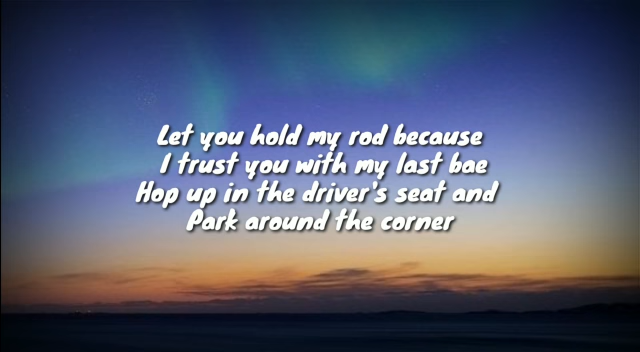 Let you hold my rod because
I trust you with my last bae
Hop up in the driver's seat and
Park around the corner